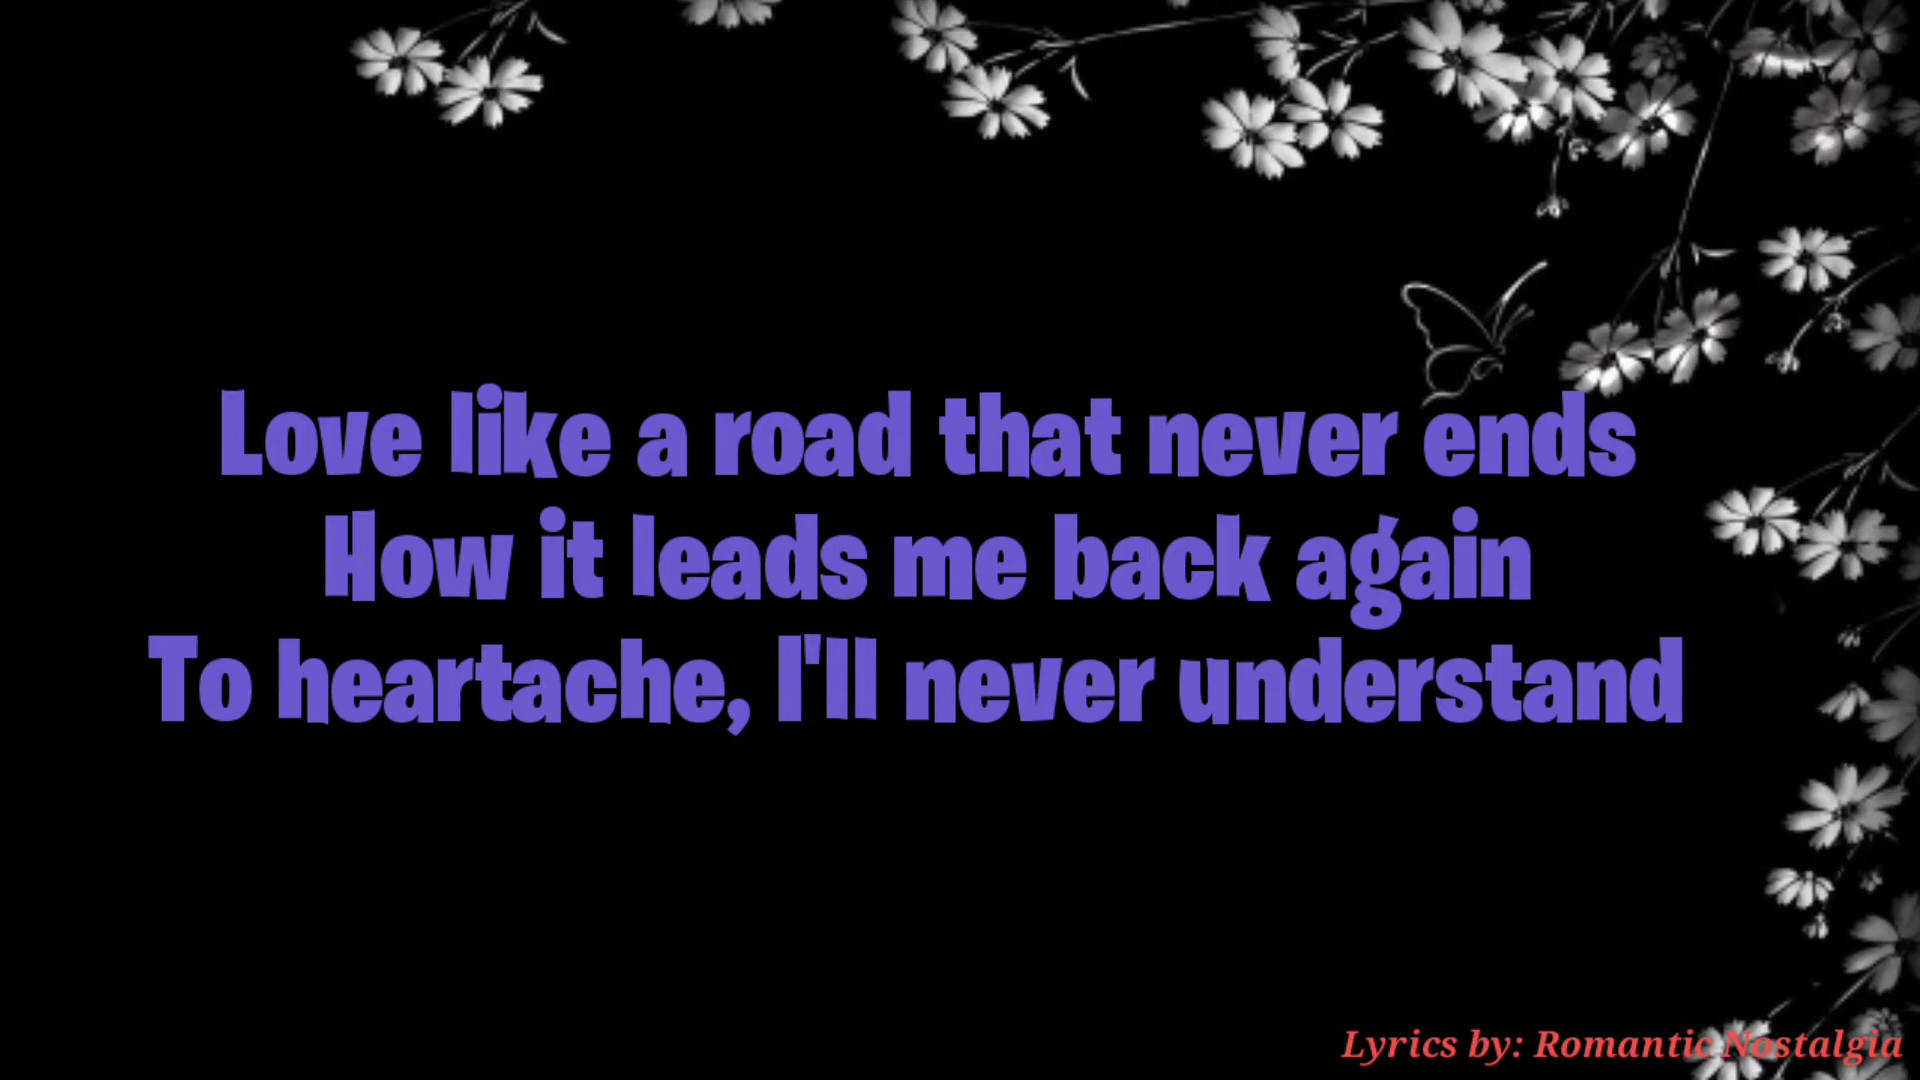 Love like a road that never ends
How it leads me back again
To heartache, I'll never understand
Lyrics by: Romantic Nostalgia